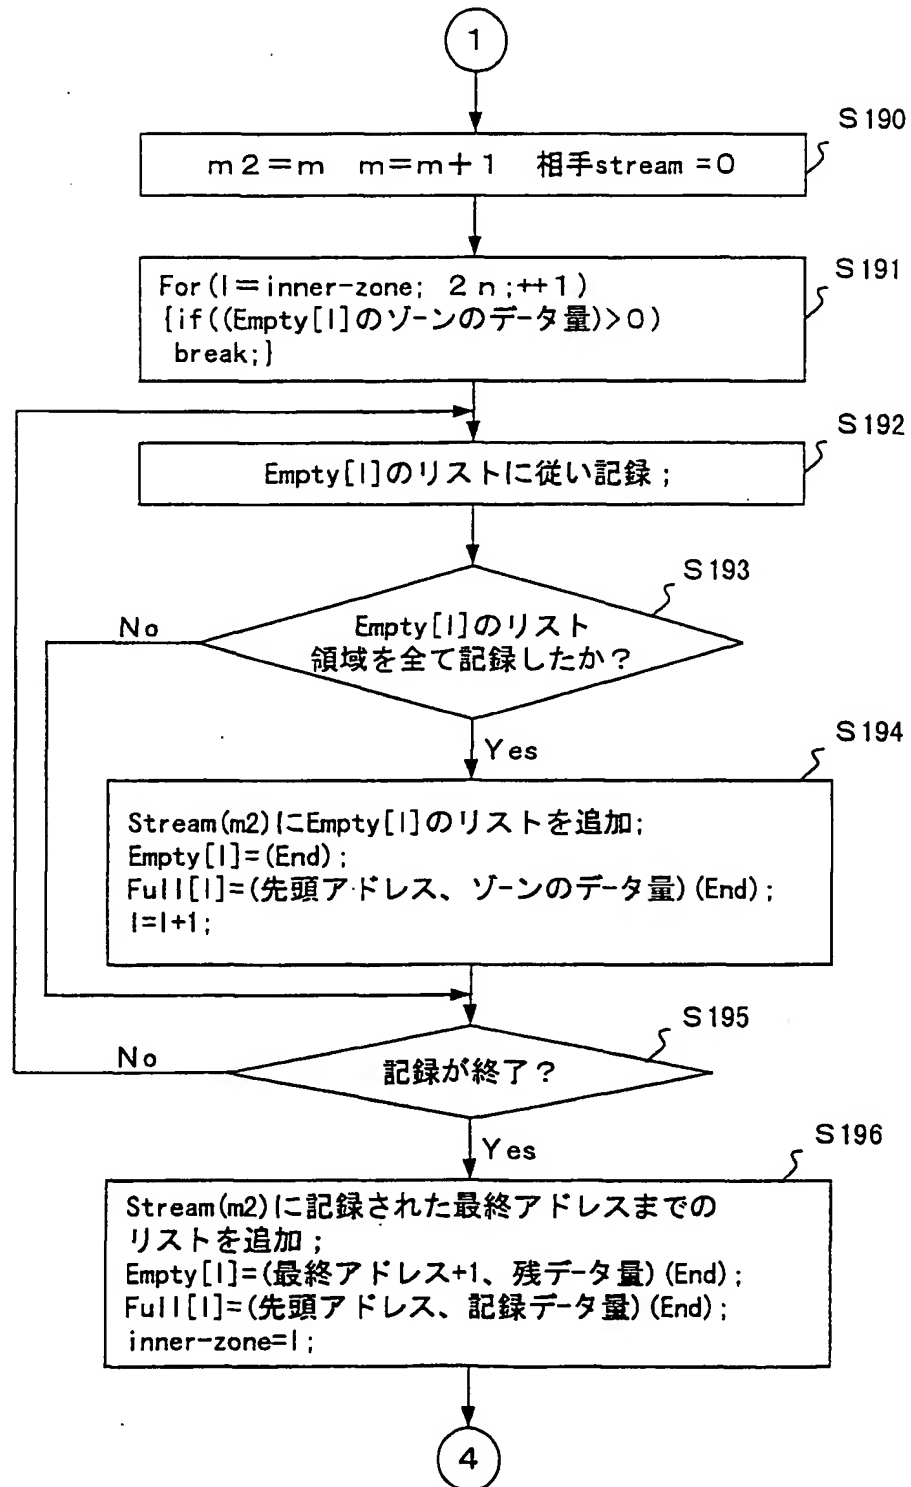 1
S190
m2=m m=m+1 相手stream =0
S191
For(l=inner-zone; 2n;++1)
{if((Empty[l]のゾーンのデータ量)>0)
break;}
S192
Empty[l]のリストに従い記録;
S193
No
Empty[l]のリスト
領域を全て記録したか?
Yes
S194
Stream(m2)にEmpty[l]のリストを追加;
Empty[l]=(End);
Full[l]=(先頭アドレス、ゾーンのデータ量)(End);
l=l+1;
S195
No
記録が終了?
Yes
S196
Stream(m2)に記録された最終アドレスまでの
リストを追加;
Empty[l]=(最終アドレス+1、残データ量)(End);
Full[l]=(先頭アドレス、記録データ量)(End);
inner-zone=l;
4